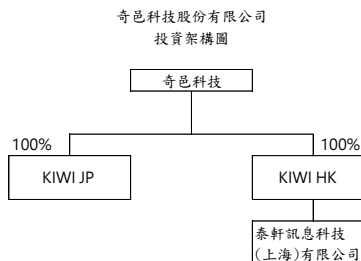 奇邑科技股份有限公司
投資架構圖
奇邑科技
100%
100%
KIWI JP
KIWI HK
泰軒訊息科技
(上海)有限公司